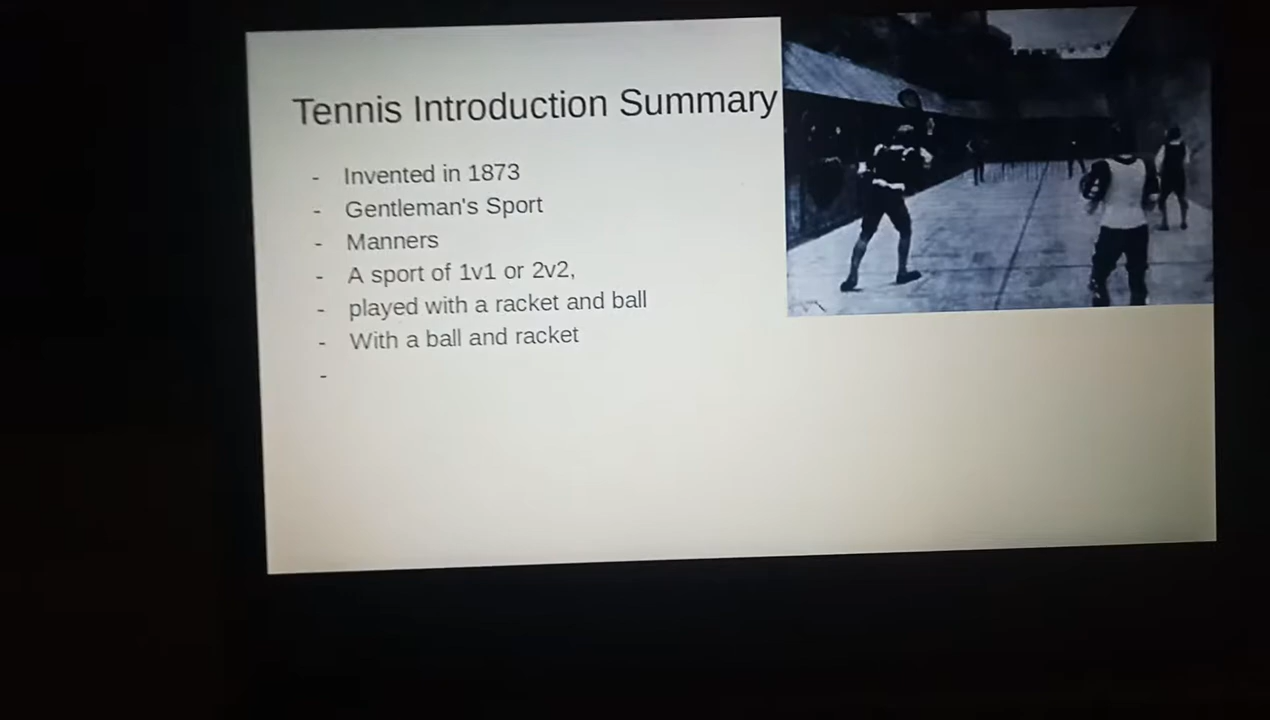 Tennis Introduction Summary
- Invented in 1873
- Gentleman's Sport
- Manners
- A sport of 1v1 or 2v2,
- played with a racket and ball
- With a ball and racket
-